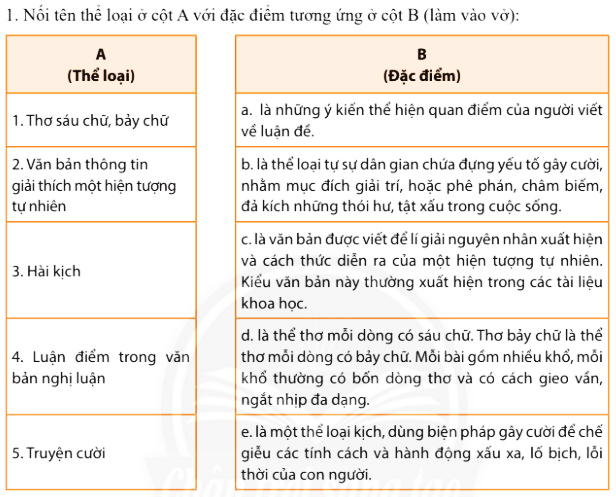 1. Nối tên thể loại ở cột A với đặc điểm tương ứng ở cột B (làm vào vở):
A
(Thể loại)
B
(Đặc điểm)
1. Thơ sáu chữ, bảy chữ
a. là những ý kiến thể hiện quan điểm của người viết
về luận đề.
2. Văn bản thông tin
giải thích một hiện tượng
tự nhiên
b. là thể loại tự sự dân gian chứa đựng yếu tố gây cười,
nhằm mục đích giải trí, hoặc phê phán, châm biếm,
đả kích những thói hư, tật xấu trong cuộc sống.
3. Hài kịch
c. là văn bản được viết để lí giải nguyên nhân xuất hiện
và cách thức diễn ra của một hiện tượng tự nhiên.
Kiểu văn bản này thường xuất hiện trong các tài liệu
khoa học.
4. Luận điểm trong văn
bản nghị luận
d. là thể thơ mỗi dòng có sáu chữ. Thơ bảy chữ là thể
thơ mỗi dòng có bảy chữ. Mỗi bài gồm nhiều khổ, mỗi
khổ thường có bốn dòng thơ và có cách gieo vần,
ngắt nhịp đa dạng.
5. Truyện cười
e. là một thể loại kịch, dùng biện pháp gây cười để chế
giễu các tính cách và hành động xấu xa, lố bịch, lỗi
thời của con người.
Chân trời sáng tạo